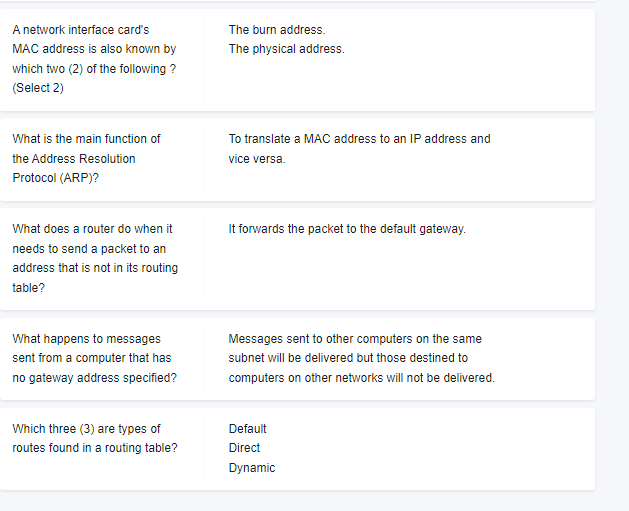 A network interface card's
MAC address is also known by
which two (2) of the following ?
(Select 2)
The burn address.
The physical address.
What is the main function of
the Address Resolution
Protocol (ARP)?
To translate a MAC address to an IP address and
vice versa.
What does a router do when it
needs to send a packet to an
address that is not in its routing
table?
It forwards the packet to the default gateway.
What happens to messages
sent from a computer that has
no gateway address specified?
Messages sent to other computers on the same
subnet will be delivered but those destined to
computers on other networks will not be delivered.
Which three (3) are types of
routes found in a routing table?
Default
Direct
Dynamic